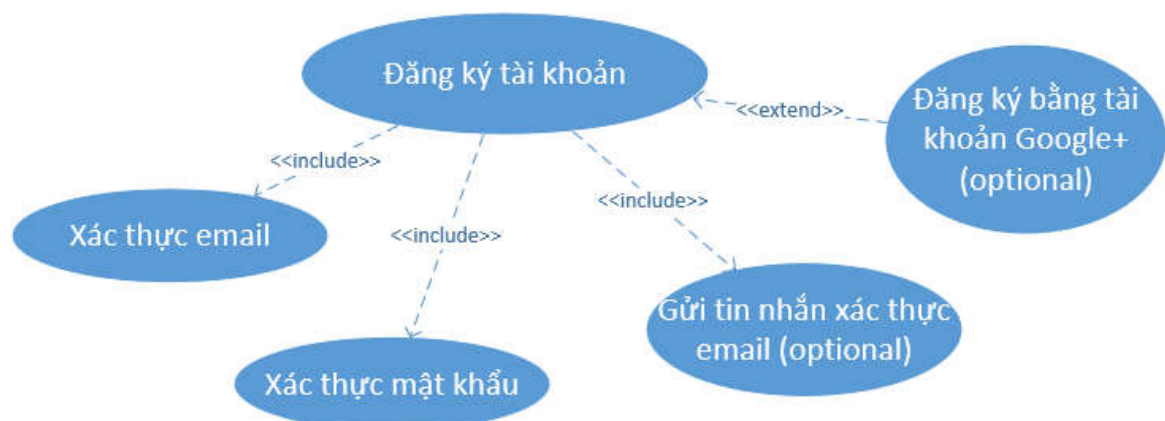 Đăng ký tài khoản
<<extend>>
Đăng ký bằng tài
khoản Google+
(optional)
<<include>>
Xác thực email
<<include>>
<<include>>
Gửi tin nhắn xác thực
email (optional)
Xác thực mật khẩu